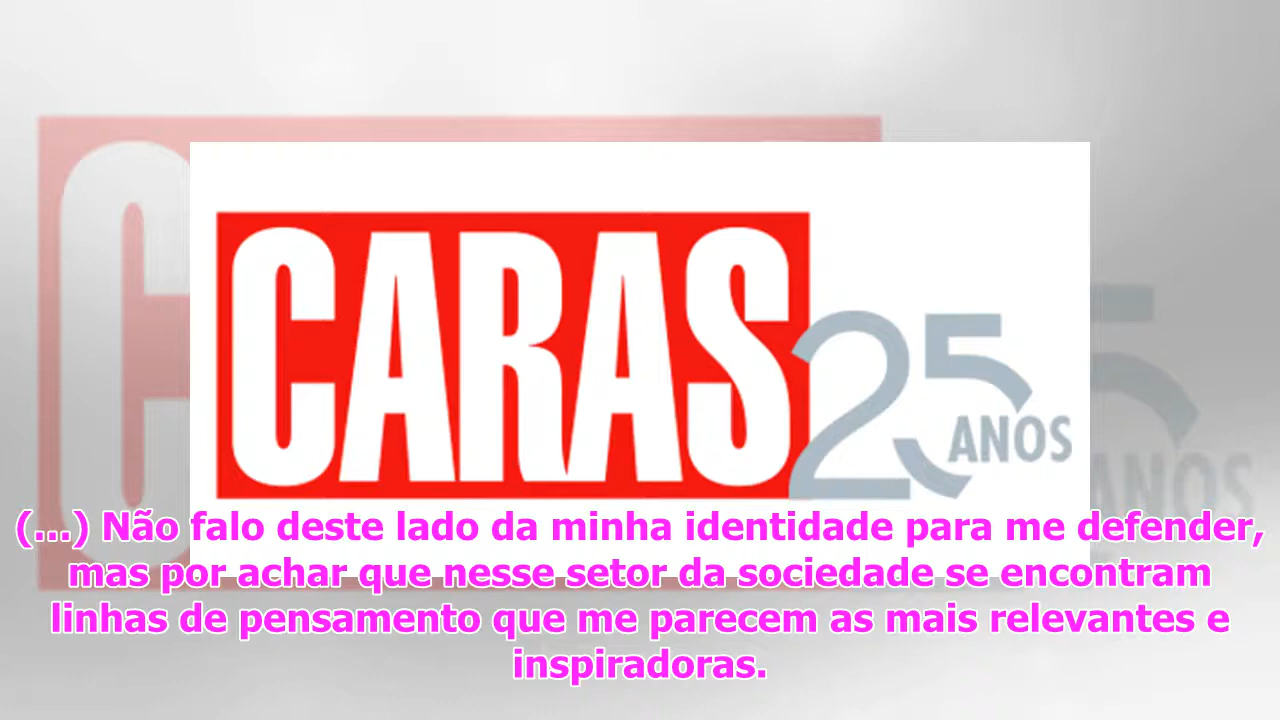 CARAS
25
ANOS
(...) Não falo deste lado da minha identidade para me defender,
mas por achar que nesse setor da sociedade se encontram
linhas de pensamento que me parecem as mais relevantes e
inspiradoras.